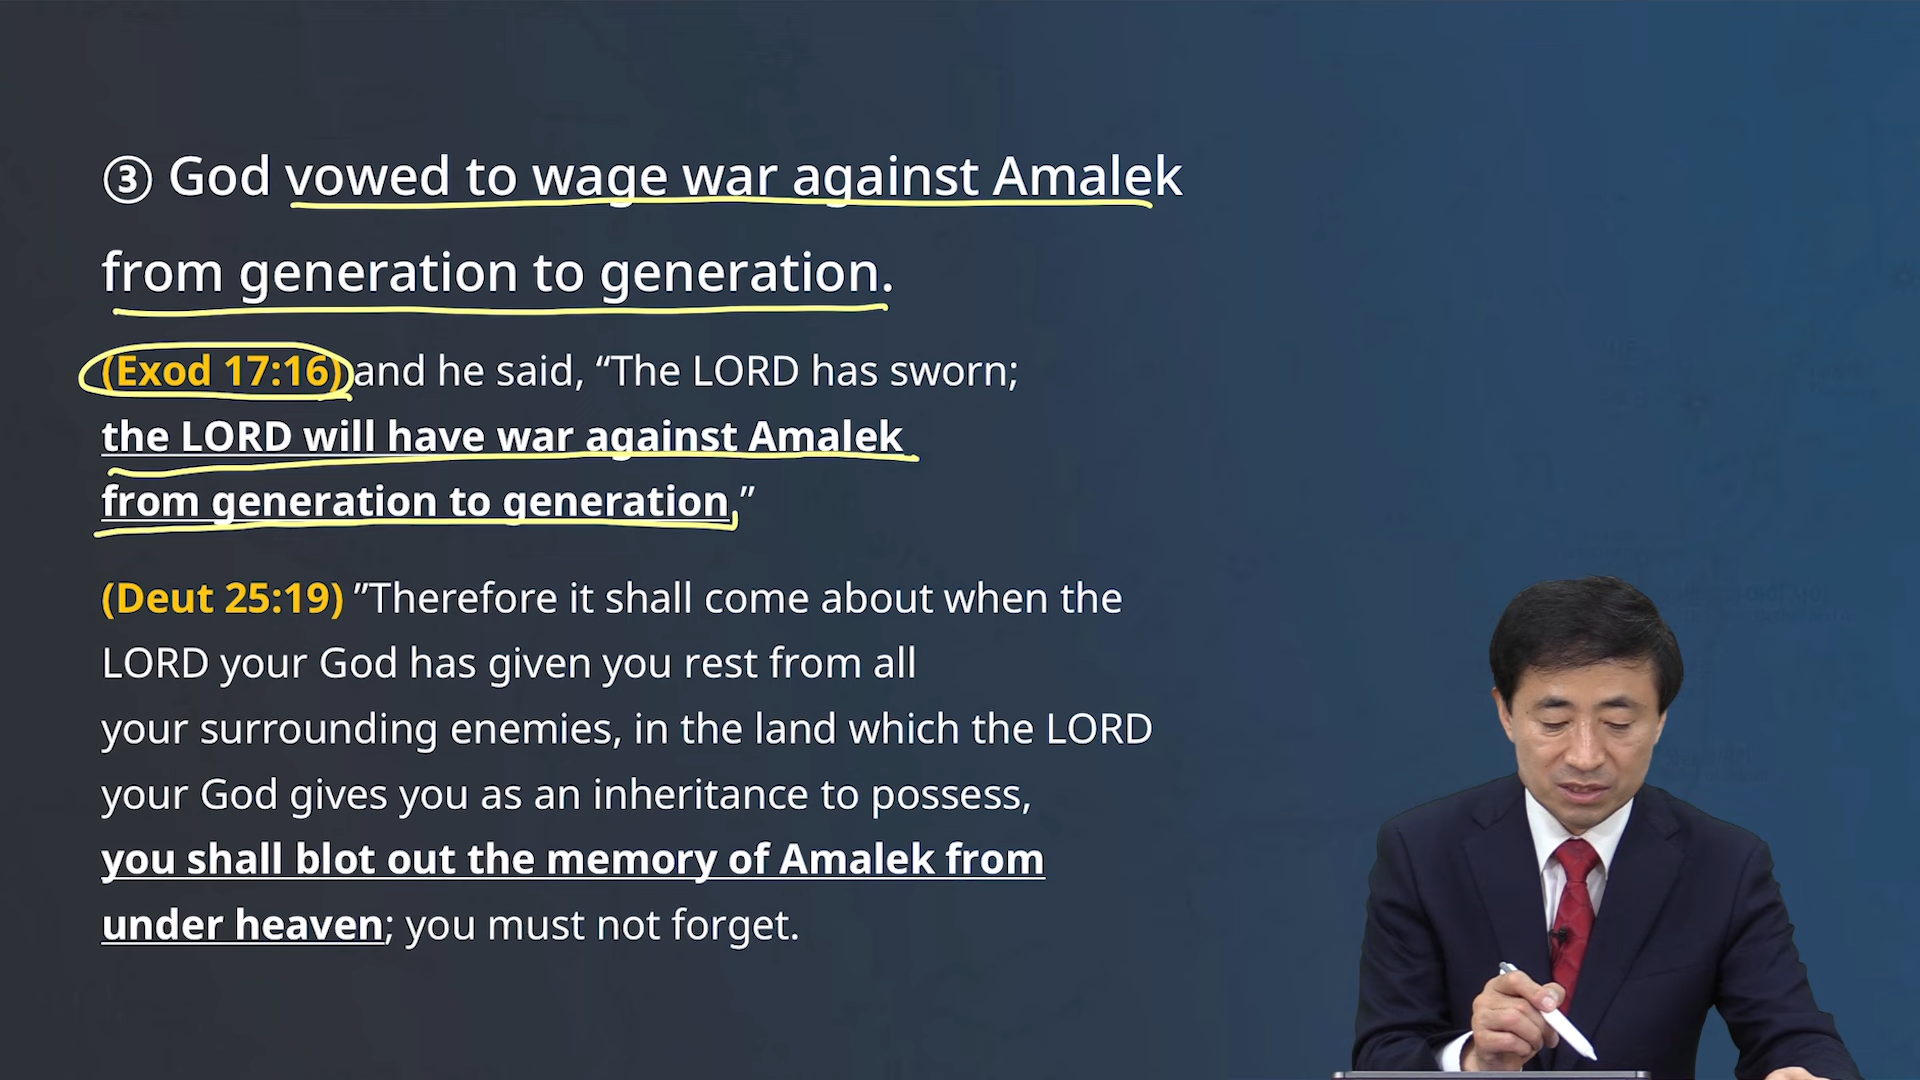 ③ God vowed to wage war against Amalek
from generation to generation.
(Exod 17:16) and he said, “The LORD has sworn;
the LORD will have war against Amalek
from generation to generation.”
(Deut 25:19) ”Therefore it shall come about when the
LORD your God has given you rest from all
your surrounding enemies, in the land which the LORD
your God gives you as an inheritance to possess,
you shall blot out the memory of Amalek from
under heaven; you must not forget.